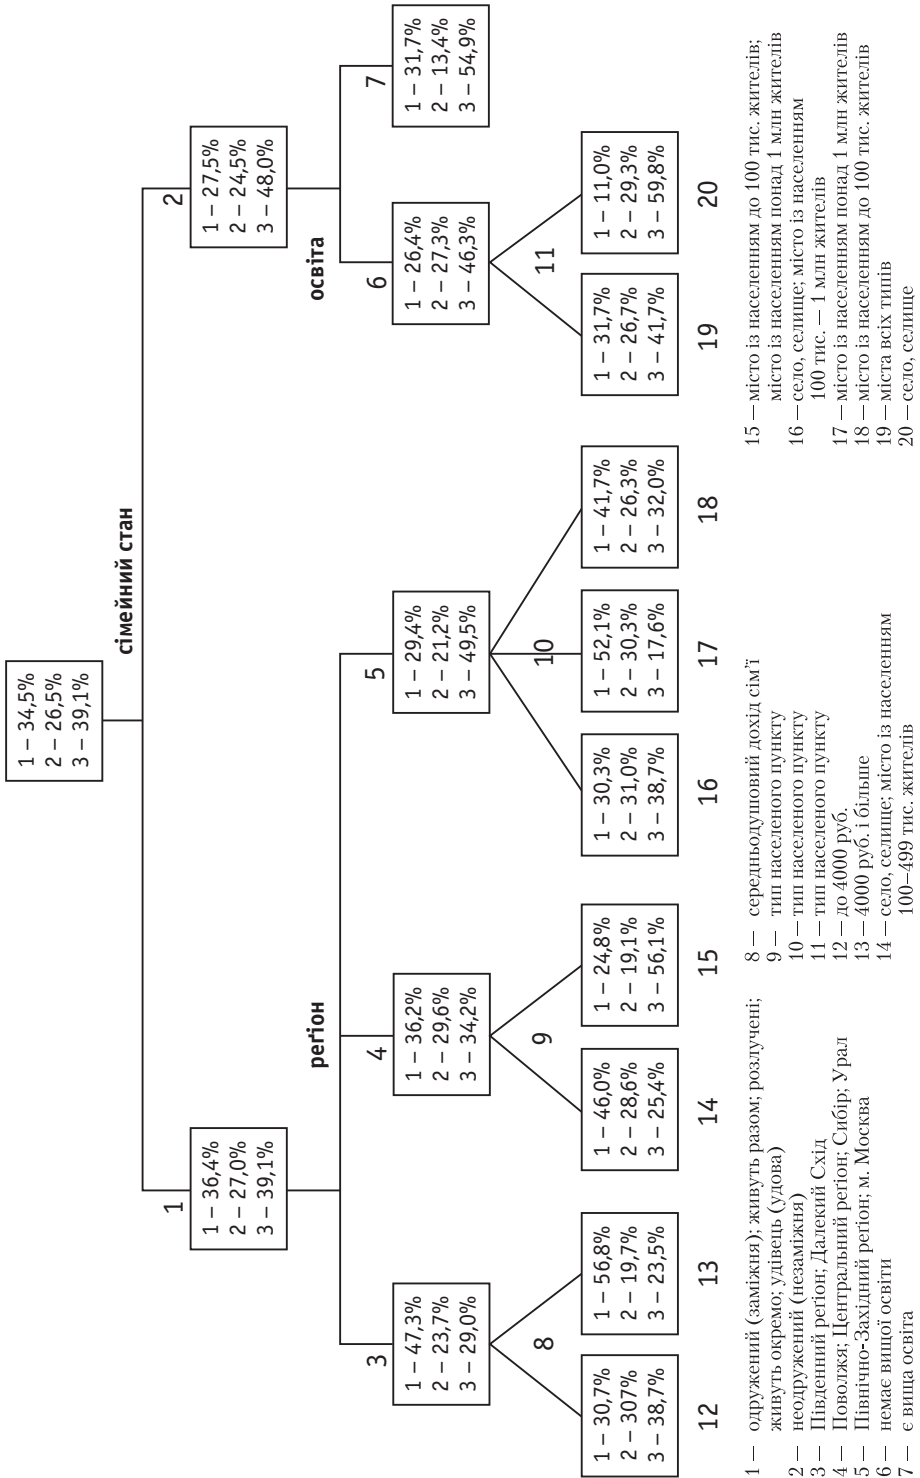 1 – 34,5%
2 – 26,5%
3 – 39,1%
сімейний стан
1
1 – 36,4%
2 – 27,0%
3 – 39,1%
2
1 – 27,5%
2 – 24,5%
3 – 48,0%
реґіон
освіта
3
1 – 47,3%
2 – 23,7%
3 – 29,0%
4
1 – 36,2%
2 – 29,6%
3 – 34,2%
5
1 – 29,4%
2 – 21,2%
3 – 49,5%
6
1 – 26,4%
2 – 27,3%
3 – 46,3%
7
1 – 31,7%
2 – 13,4%
3 – 54,9%
8
9
10
11
1 – 30,7%
2 – 307%
3 – 38,7%
1 – 56,8%
2 – 19,7%
3 – 23,5%
1 – 46,0%
2 – 28,6%
3 – 25,4%
1 – 24,8%
2 – 19,1%
3 – 56,1%
1 – 30,3%
2 – 31,0%
3 – 38,7%
1 – 52,1%
2 – 30,3%
3 – 17,6%
1 – 41,7%
2 – 26,3%
3 – 32,0%
1 – 31,7%
2 – 26,7%
3 – 41,7%
1 – 11,0%
2 – 29,3%
3 – 59,8%
12
13
14
15
16
17
18
19
20
1 — одружений (заміжня); живуть разом; розлучені;
живуть окремо; удівець (удова)
2 — неодружений (незаміжня)
3 — Південний реґіон; Далекий Схід
4 — Поволжя; Центральний реґіон; Сибір; Урал
5 — Північно-Західний реґіон; м. Москва
6 — немає вищої освіти
7 — є вища освіта
8 — середньодушовий дохід сім'ї
9 — тип населеного пункту
10 — тип населеного пункту
11 — тип населеного пункту
12 — до 4000 руб.
13 — 4000 руб. і більше
14 — село, селище; місто із населенням
100–499 тис. жителів
15 — місто із населенням до 100 тис. жителів;
місто із населенням понад 1 млн жителів
16 — село, селище; місто із населенням
100 тис. — 1 млн жителів
17 — місто із населенням понад 1 млн жителів
18 — місто із населенням до 100 тис. жителів
19 — міста всіх типів
20 — село, селище